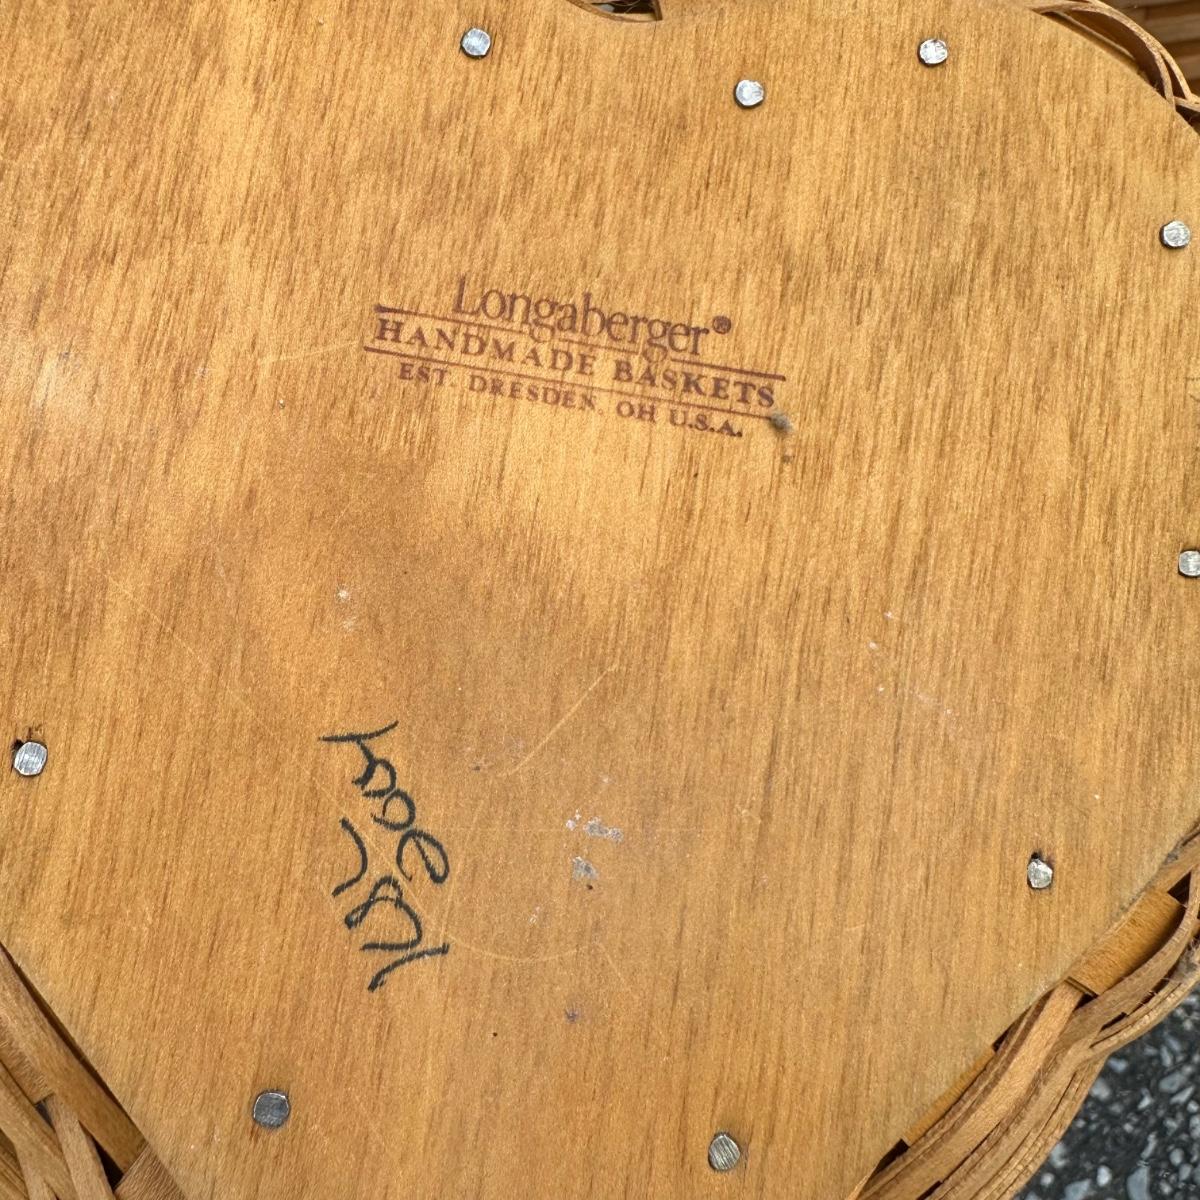 Longaberger®
HANDMADE BASKETS
EST. DRESDEN, OH U.S.A.